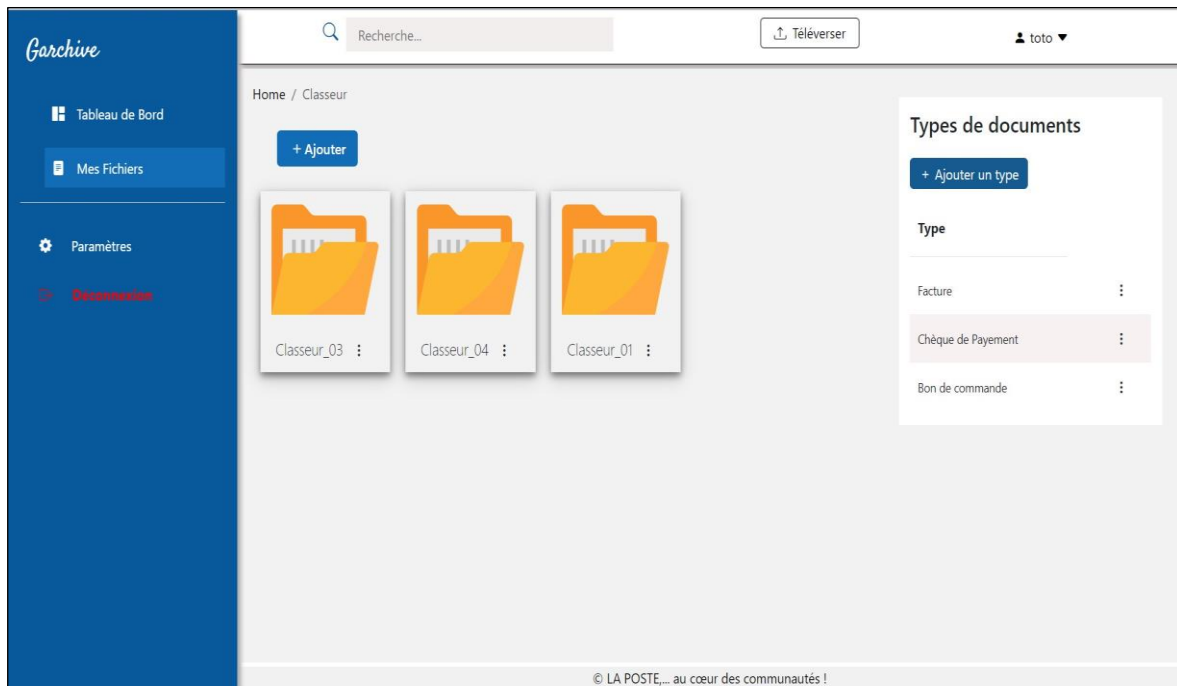 Garchive
Tableau de Bord
Mes Fichiers
Paramètres
Déconnexion
Recherche...
Téléverser
toto
Home / Classeur
+ Ajouter
Classeur_03
Classeur_04
Classeur_01
Types de documents
+ Ajouter un type
Type
Facture
Chèque de Payement
Bon de commande
© LA POSTE,... au cœur des communautés !